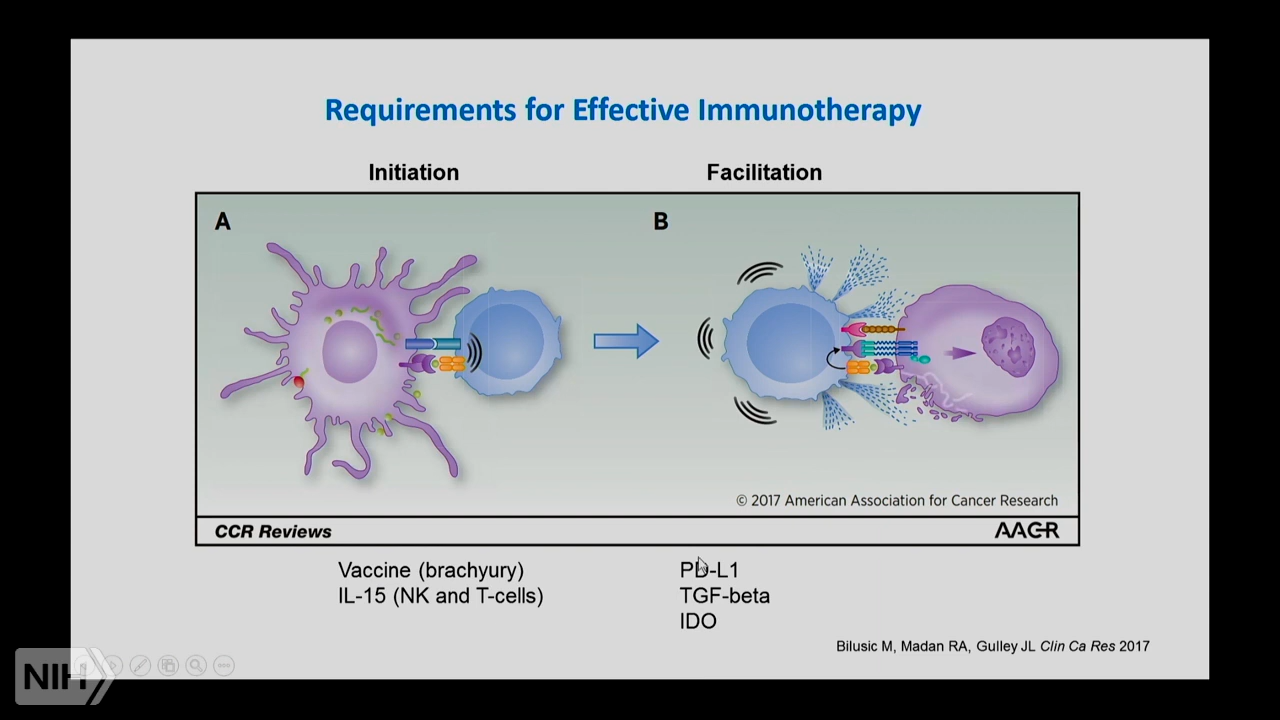 Requirements for Effective Immunotherapy
Initiation
Facilitation
A
B
© 2017 American Association for Cancer Research
CCR Reviews
AACR
Vaccine (brachyury)
IL-15 (NK and T-cells)
PD-L1
TGF-beta
IDO
Bilusic M, Madan RA, Gulley JL Clin Ca Res 2017
NIH